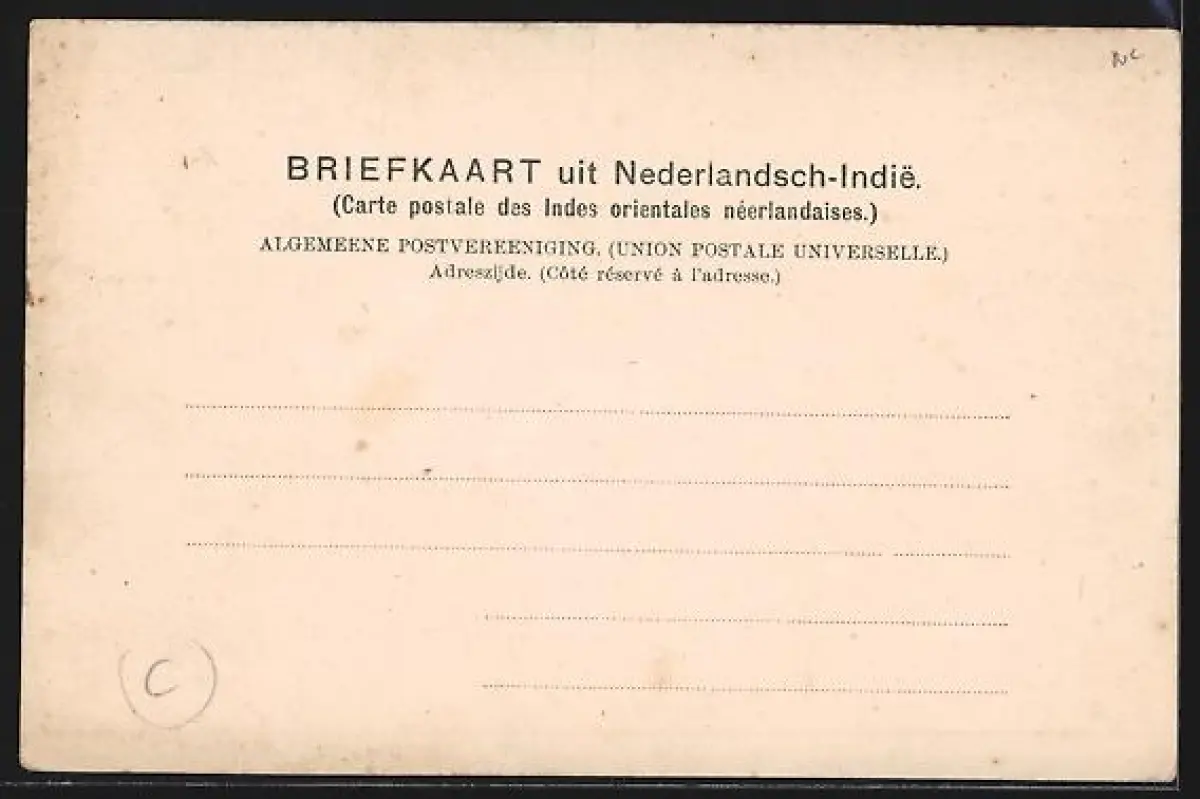 BRIEFKAART uit Nederlandsch-Indië.
(Carte postale des Indes orientales néerlandaises.)
ALGEMEENE POSTVEREENIGING. (UNION POSTALE UNIVERSELLE.)
Adreszijde. (Côté réservé à l'adresse.)
C